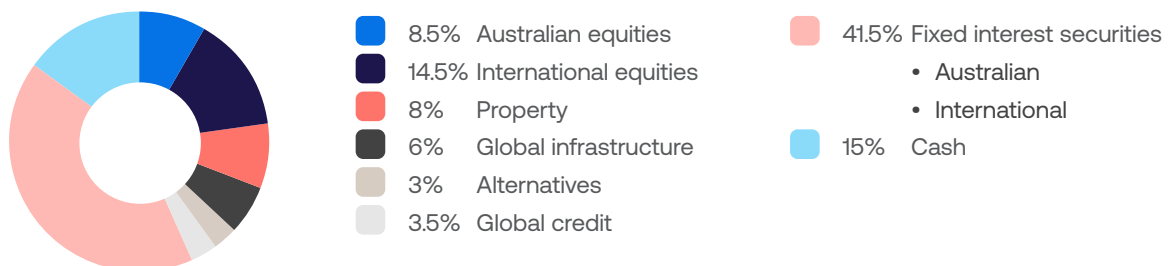 8.5% Australian equities
14.5% International equities
8% Property
6% Global infrastructure
3% Alternatives
3.5% Global credit
41.5% Fixed interest securities
• Australian
• International
15% Cash